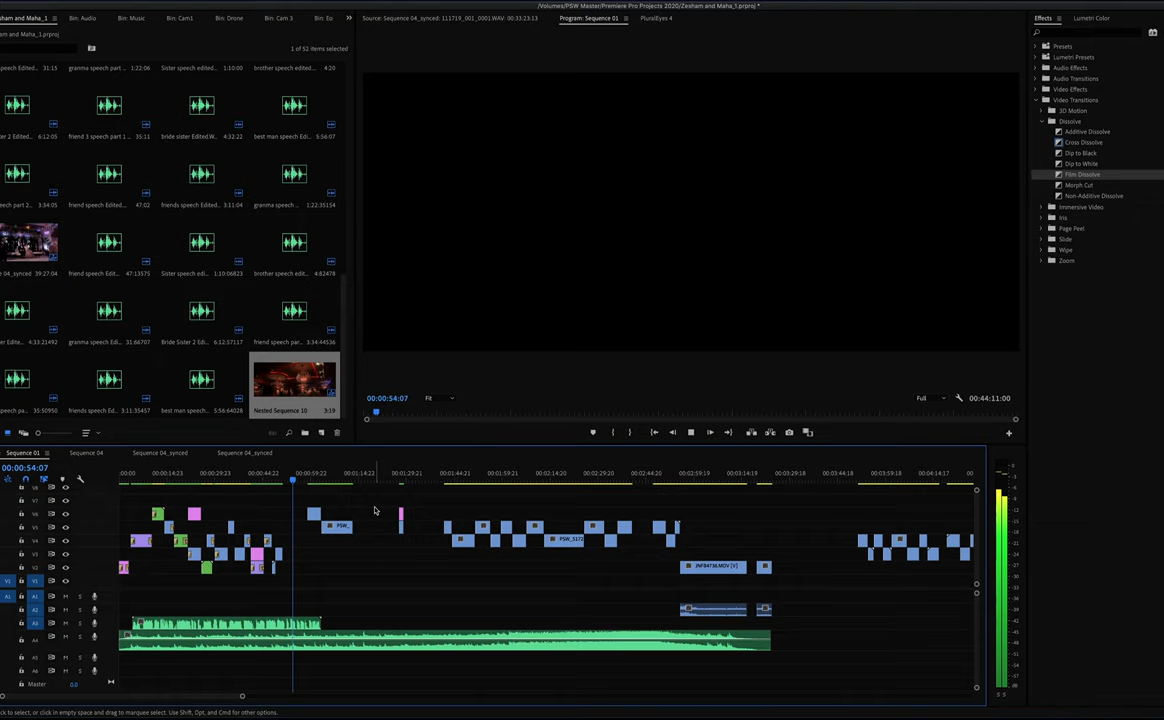 /Volumes/PSW Master/Premiere Pro Projects 2020/Zesham and Maha_1.prproj *
sham and Maha_1
Bin: Audio
Bin: Music
Bin: Cam1
Bin: Drone
Bin: Cam 3
Bin: Eo
Source: Sequence 04_synced: 111719_001_0001.WAV: 00:33:23:13
Program: Sequence 01
PluralEyes 4
Effects
Lumetri Color
am and Maha_1.prproj
1 of 52 items selected
speech Edited...
31:15
granma speech part ...
1:22:06
Sister speech edited...
1:10:00
brother speech edited...
4:20
er 2 Edited...
6:12:05
friend 3 speech part 1...
35:11
bride sister Edited.W...
4:32:22
best man speech Ed...
5:56:07
part 2...
3:34:05
friend speech Edited...
47:02
friends speech Ed...
3:11:04
granma speech ...
1:22:35154
e 04_synced
39:27:04
friend speech Edit...
47:13575
Sister speech edi...
1:10:06823
brother speech edit...
4:82478
er Edited...
4:33:21492
granma speech Edi...
31:66707
Bride Sister 2 Edi...
6:12:57117
friend speech par...
3:34:44536
speech pa...
35:50950
friends speech Ed...
3:11:35457
best man speech...
5:56:64028
Nested Sequence 10
3:19
Presets
Lumetri Presets
Audio Effects
Audio Transitions
Video Effects
Video Transitions
3D Motion
Dissolve
Additive Dissolve
Cross Dissolve
Dip to Black
Dip to White
Film Dissolve
Morph Cut
Non-Additive Dissolve
Immersive Video
Iris
Page Peel
Slide
Wipe
Zoom
00:00:54:07
Fit
Full
00:44:11:00
Sequence 01
Sequence 04
Sequence 04_synced
Sequence 04_synced
00:00:54:07
:00:00
00:00:14:23
00:00:29:23
00:00:44:22
00:00:59:22
00:01:14:22
00:01:29:21
00:01:44:21
00:01:59:21
00:02:14:20
00:02:29:20
00:02:44:20
00:02:59:19
00:03:14:19
00:03:29:18
00:03:44:18
00:03:59:18
00:04:14:17
00
V8
V7
V6
V5
PSW_
V4
PSW_5172
V3
V2
JNFB4736.MOV [V]
V1
V1
A1
A1
M
S
A2
M
S
A3
M
S
A4
M
S
A5
M
S
A6
M
S
Master
0.0
0
dB
S S
ck to select, or click in empty space and drag to marquee select. Use Shift, Opt, and Cmd for other options.